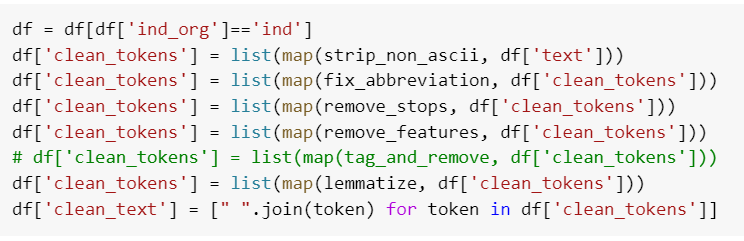 df = df[df['ind_org']=='ind']
df['clean_tokens'] = list(map(strip_non_ascii, df['text']))
df['clean_tokens'] = list(map(fix_abbreviation, df['clean_tokens']))
df['clean_tokens'] = list(map(remove_stops, df['clean_tokens']))
df['clean_tokens'] = list(map(remove_features, df['clean_tokens']))
# df['clean_tokens'] = list(map(tag_and_remove, df['clean_tokens']))
df['clean_tokens'] = list(map(lemmatize, df['clean_tokens']))
df['clean_text'] = [" ".join(token) for token in df['clean_tokens']]